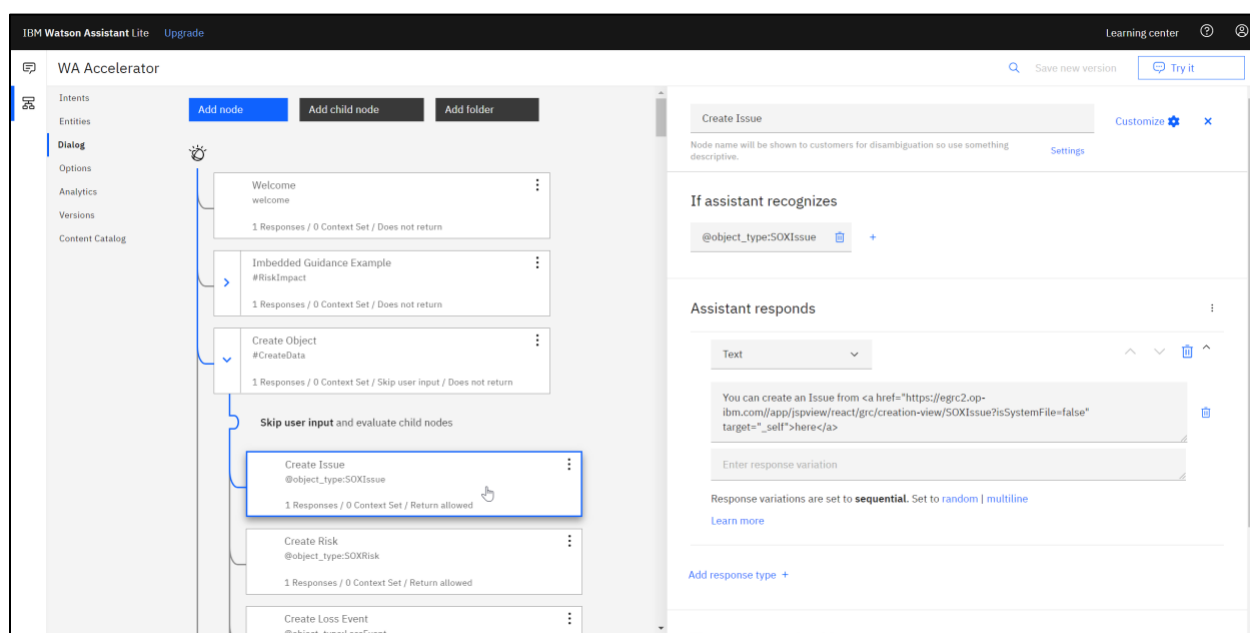 IBM Watson Assistant Lite Upgrade Learning center
WA Accelerator Save new version Try it
Intents
Entities
Dialog
Options
Analytics
Versions
Content Catalog
Add node Add child node Add folder
Welcome
welcome
1 Responses / 0 Context Set / Does not return
Imbedded Guidance Example
#RiskImpact
1 Responses / 0 Context Set / Does not return
Create Object
#CreateData
1 Responses / 0 Context Set / Skip user input / Does not return
Skip user input and evaluate child nodes
Create Issue
@object_type:SOXIssue
1 Responses / 0 Context Set / Return allowed
Create Risk
@object_type:SOXRisk
1 Responses / 0 Context Set / Return allowed
Create Loss Event
Create Issue
Customize
Node name will be shown to customers for disambiguation so use something
descriptive.
Settings
If assistant recognizes
@object_type:SOXIssue
Assistant responds
Text
You can create an Issue from <a href="https://egrc2.op-
ibm.com//app/jspview/react/grc/creation-view/SOXIssue?isSystemFile=false"
target="_self">here</a>
Enter response variation
Response variations are set to sequential. Set to random | multiline
Learn more
Add response type +